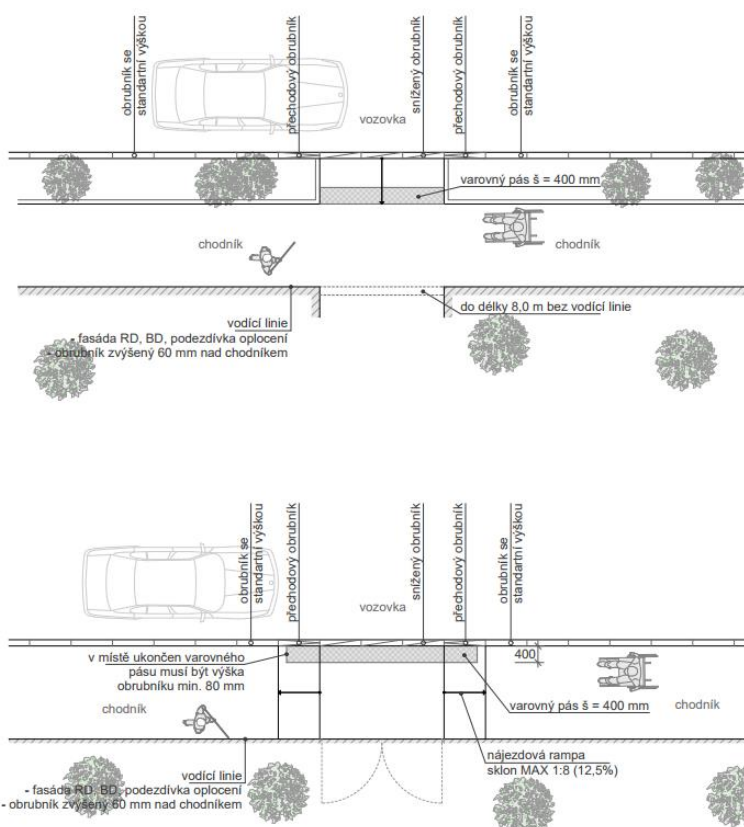 obrubník se
standartní výškou
přechodový obrubník
vozovka
snížený obrubník
přechodový obrubník
obrubník se
standartní výškou
varovný pás š = 400 mm
chodník
chodník
do délky 8,0 m bez vodící linie
vodící linie
- fasáda RD, BD, podezdívka oplocení
- obrubník zvýšený 60 mm nad chodníkem
obrubník se
standartní výškou
přechodový obrubník
vozovka
snížený obrubník
přechodový obrubník
obrubník se
standartní výškou
v místě ukončen varovného
pásu musí být výška
obrubníku min. 80 mm
400
varovný pás š = 400 mm
chodník
chodník
nájezdová rampa
sklon MAX 1:8 (12,5%)
vodící linie
- fasáda RD, BD, podezdívka oplocení
- obrubník zvýšený 60 mm nad chodníkem